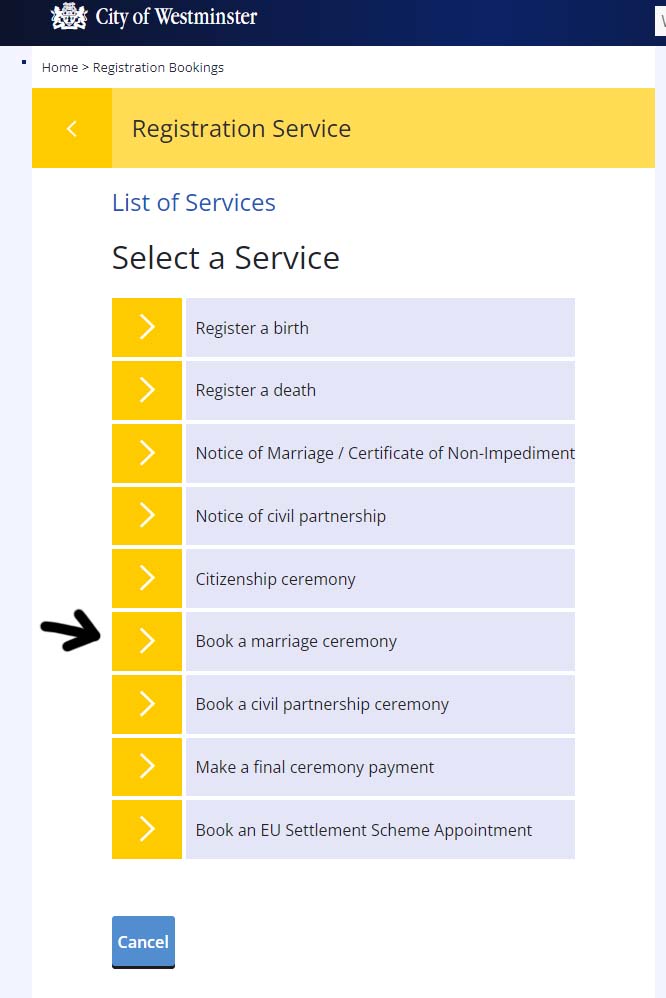 City of Westminster
Home > Registration Bookings
Registration Service
List of Services
Select a Service
Register a birth
Register a death
Notice of Marriage / Certificate of Non-Impediment
Notice of civil partnership
Citizenship ceremony
Book a marriage ceremony
Book a civil partnership ceremony
Make a final ceremony payment
Book an EU Settlement Scheme Appointment
Cancel